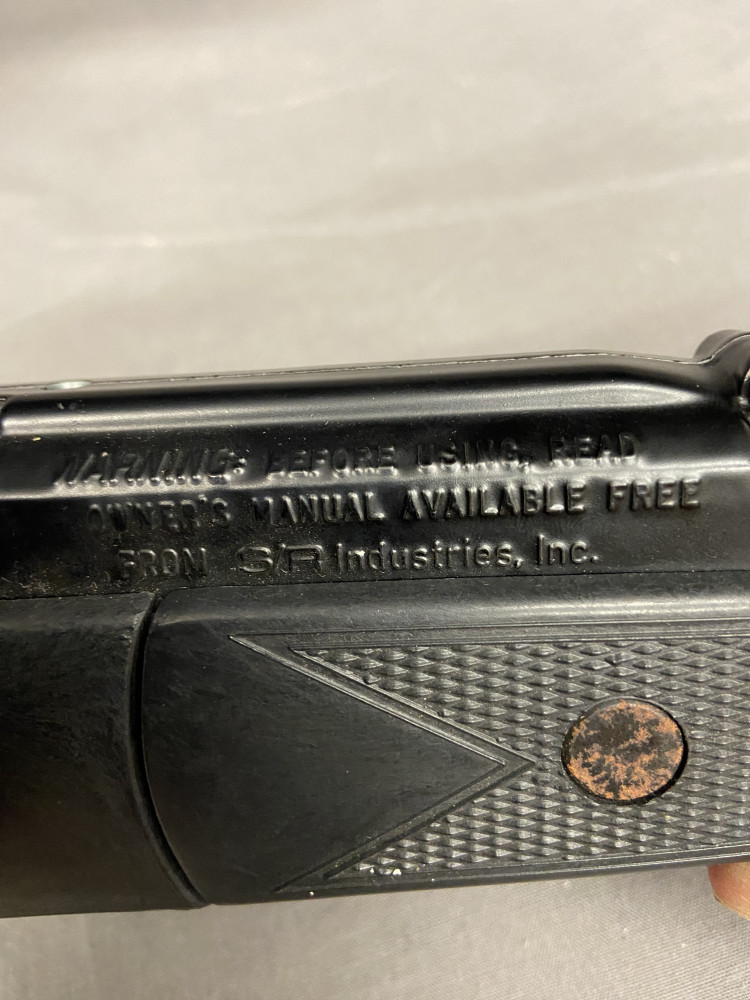 WARNING: BEFORE USING, READ
OWNER'S MANUAL AVAILABLE FREE
FROM S/R Industries, Inc.